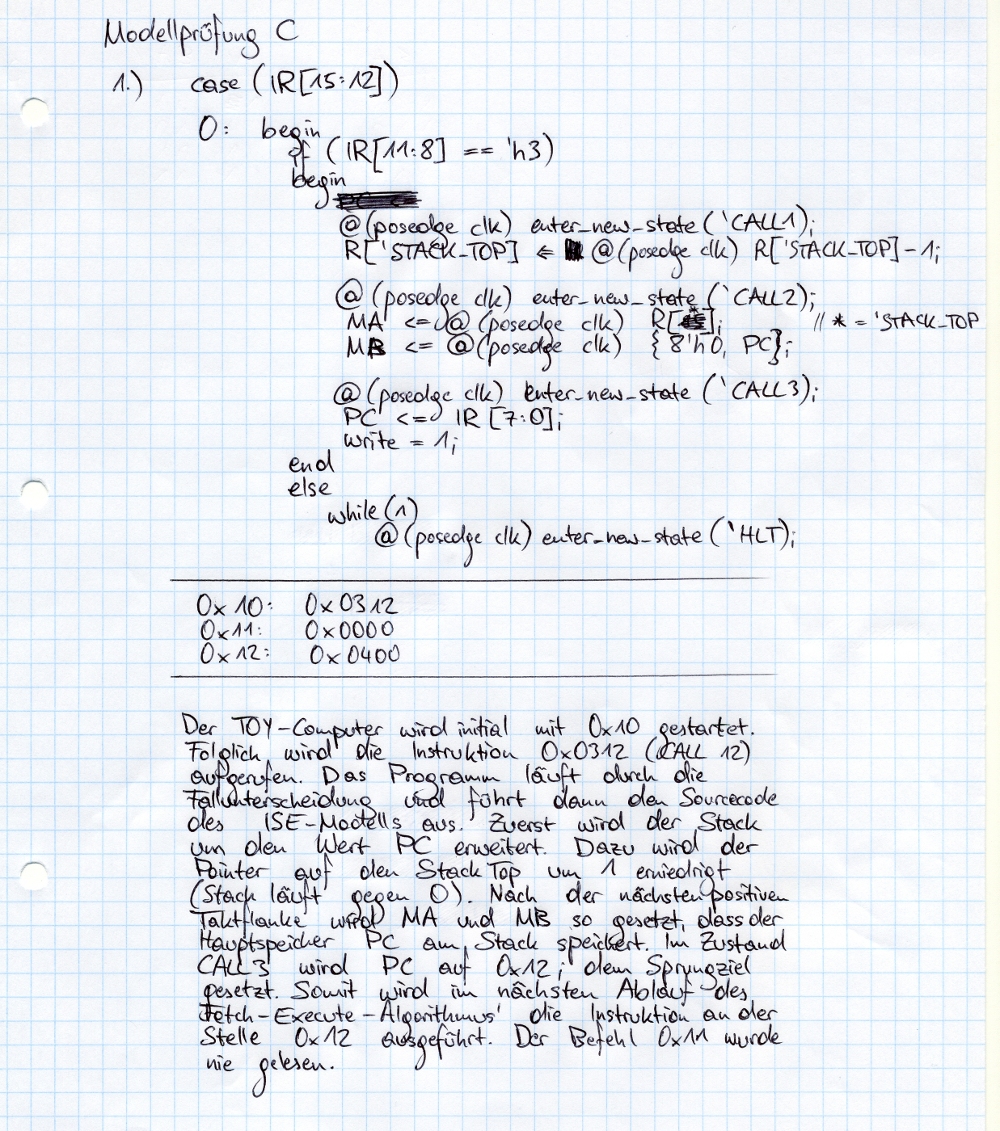 Modellprüfung C
1.) case (IR[15:12])
0: begin
if (IR[11:8] == 'h3)
begin
@(posedge clk) enter_new_state (`CALL1);
R['STACK_TOP] <= @(posedge clk) R['STACK_TOP] - 1;
@(posedge clk) enter_new_state (`CALL2);
MA <= @(posedge clk) R[*]; // * = 'STACK_TOP
MB <= @(posedge clk) {8'h0, PC};
@(posedge clk) enter_new_state (`CALL3);
PC <= IR [7:0];
write = 1;
end
else
while(1)
@(posedge clk) enter_new_state (`HLT);
0x10: 0x0312
0x11: 0x0000
0x12: 0x0400
Der TOY-Computer wird initial mit 0x10 gestartet.
Folglich wird die Instruktion 0x0312 (CALL 12)
aufgerufen. Das Programm läuft durch die
Fallunterscheidung und führt dann den Sourcecode
des ISE-Modells aus. Zuerst wird der Stack
um den Wert PC erweitert. Dazu wird der
Pointer auf den Stack Top um 1 erniedrigt
(Stack läuft gegen 0). Nach der nächsten positiven
Taktflanke wird MA und MB so gesetzt, dass der
Hauptspeicher PC am Stack speichert. Im Zustand
CALL3 wird PC auf 0x12, dem Sprungziel
gesetzt. Somit wird im nächsten Ablauf des
'Fetch-Execute-Algorithmus' die Instruktion an der
Stelle 0x12 ausgeführt. Der Befehl 0x11 wurde
nie gelesen.